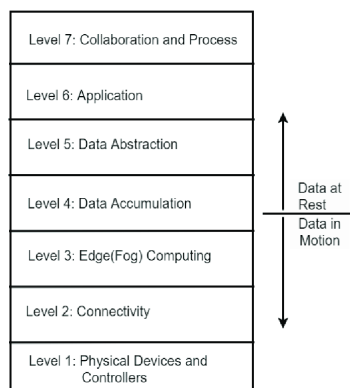 Level 7: Collaboration and Process
Level 6: Application
Level 5: Data Abstraction
Level 4: Data Accumulation
Level 3: Edge(Fog) Computing
Level 2: Connectivity
Level 1: Physical Devices and
Controllers
Data at
Rest
Data in
Motion